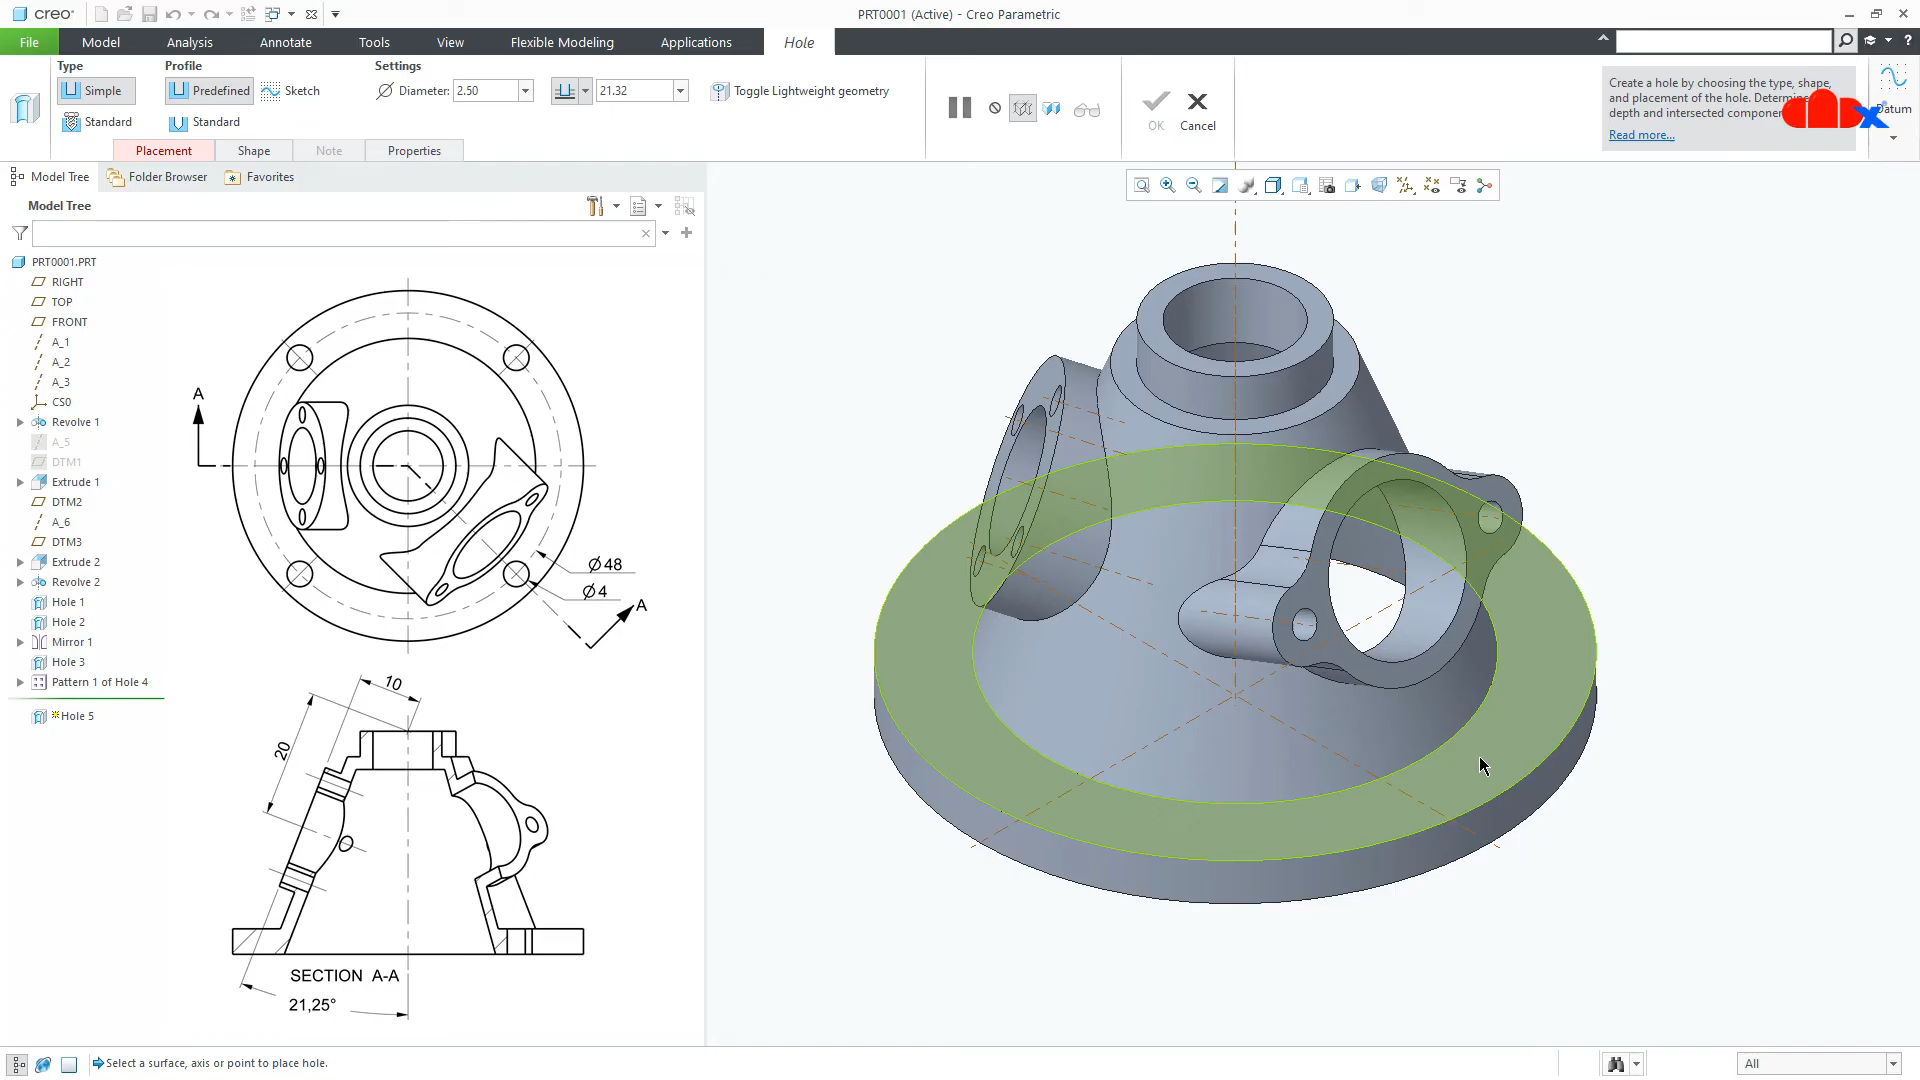 creo
PRT0001 (Active) - Creo Parametric
File
Model
Analysis
Annotate
Tools
View
Flexible Modeling
Applications
Hole
Type
Profile
Settings
Simple
Predefined
Sketch
Diameter:
2.50
21.32
Toggle Lightweight geometry
Standard
Standard
OK
Cancel
Create a hole by choosing the type, shape,
and placement of the hole.
depth and intersected
Read more...
Datum
Placement
Shape
Note
Properties
Model Tree
Folder Browser
Favorites
Model Tree
PRT0001.PRT
RIGHT
TOP
FRONT
A_1
A_2
A_3
CS0
Revolve 1
A_5
DTM1
Extrude 1
DTM2
A_6
DTM3
Extrude 2
Revolve 2
Hole 1
Hole 2
Mirror 1
Hole 3
Pattern 1 of Hole 4
Hole 5
A
Ø48
Ø4
A
10
20
SECTION A-A
21,25°
Select a surface, axis or point to place hole.
All